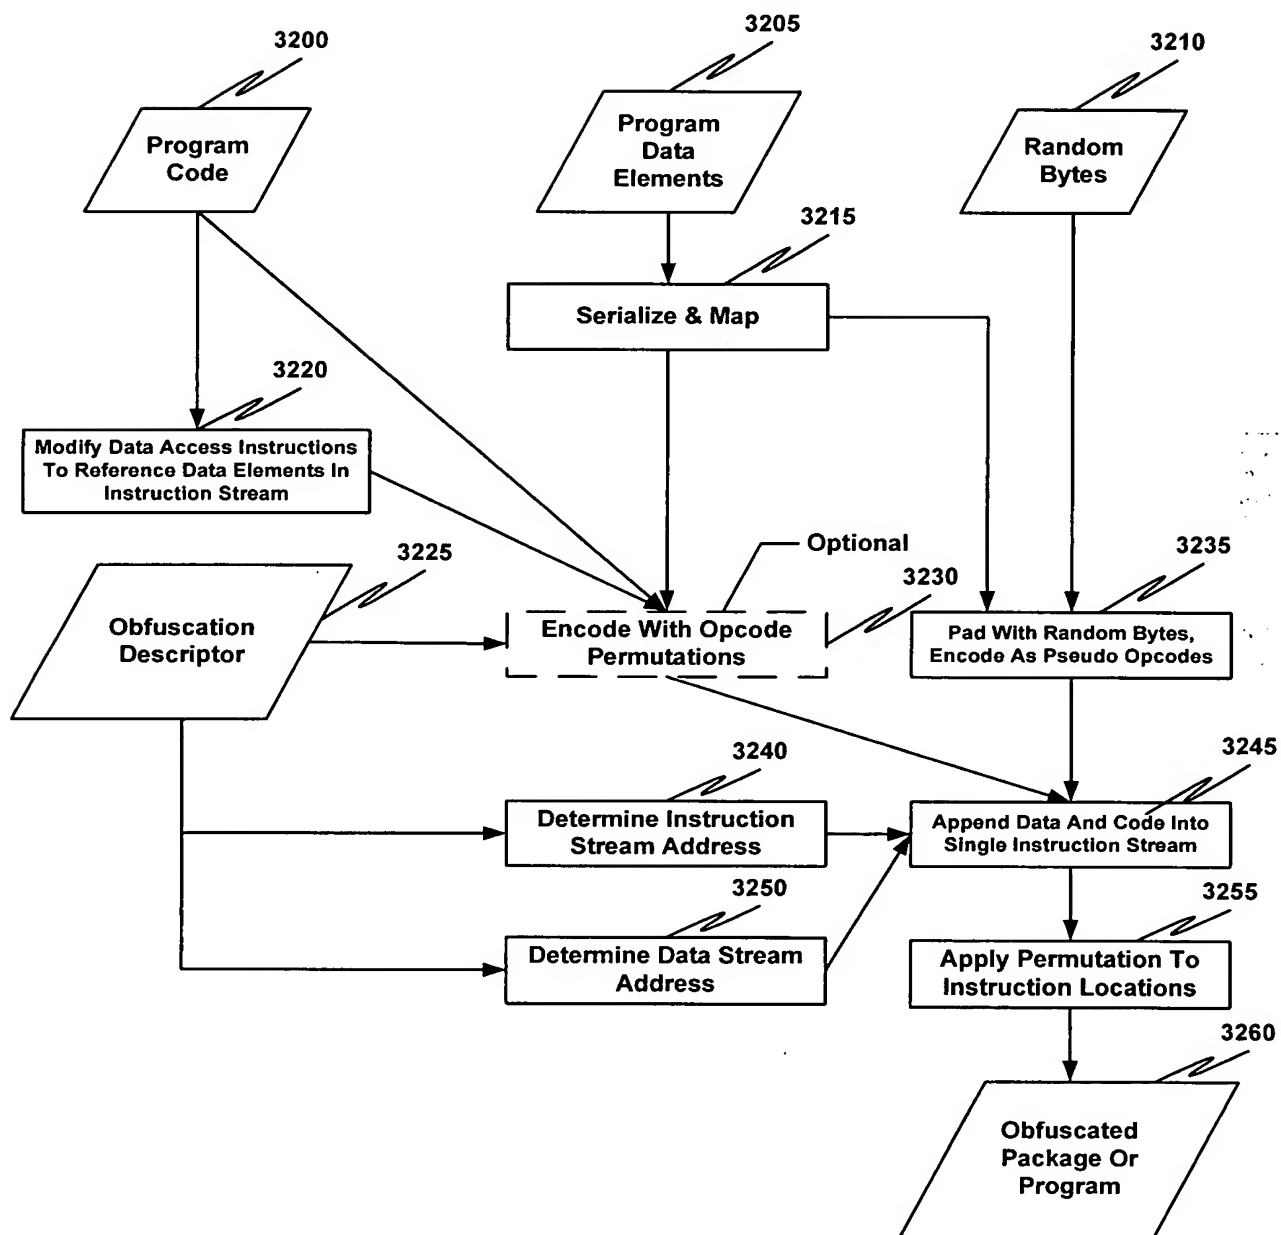 3200
3205
3210
Program
Code
Program
Data
Elements
Random
Bytes
3215
Serialize & Map
3220
Modify Data Access Instructions
To Reference Data Elements In
Instruction Stream
Optional
3225
3230
3235
Obfuscation
Descriptor
Encode With Opcode
Permutations
Pad With Random Bytes,
Encode As Pseudo Opcodes
3240
3245
Determine Instruction
Stream Address
Append Data And Code Into
Single Instruction Stream
3250
3255
Determine Data Stream
Address
Apply Permutation To
Instruction Locations
3260
Obfuscated
Package Or
Program